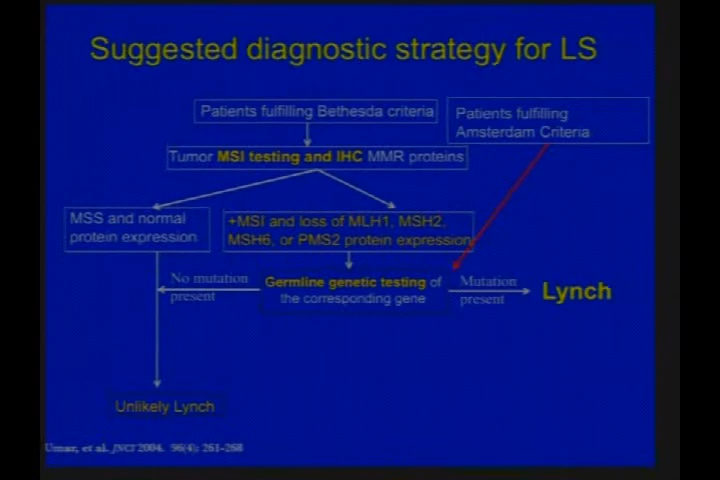 Suggested diagnostic strategy for LS
Patients fulfilling Bethesda criteria
Patients fulfilling
Amsterdam Criteria
Tumor MSI testing and IHC MMR proteins
MSS and normal
protein expression
+MSI and loss of MLH1, MSH2,
MSH6, or PMS2 protein expression
No mutation
present
Germline genetic testing of
the corresponding gene
Mutation
present
Lynch
Unlikely Lynch
Umar, et al. JNCI 2004. 96(4): 261-268